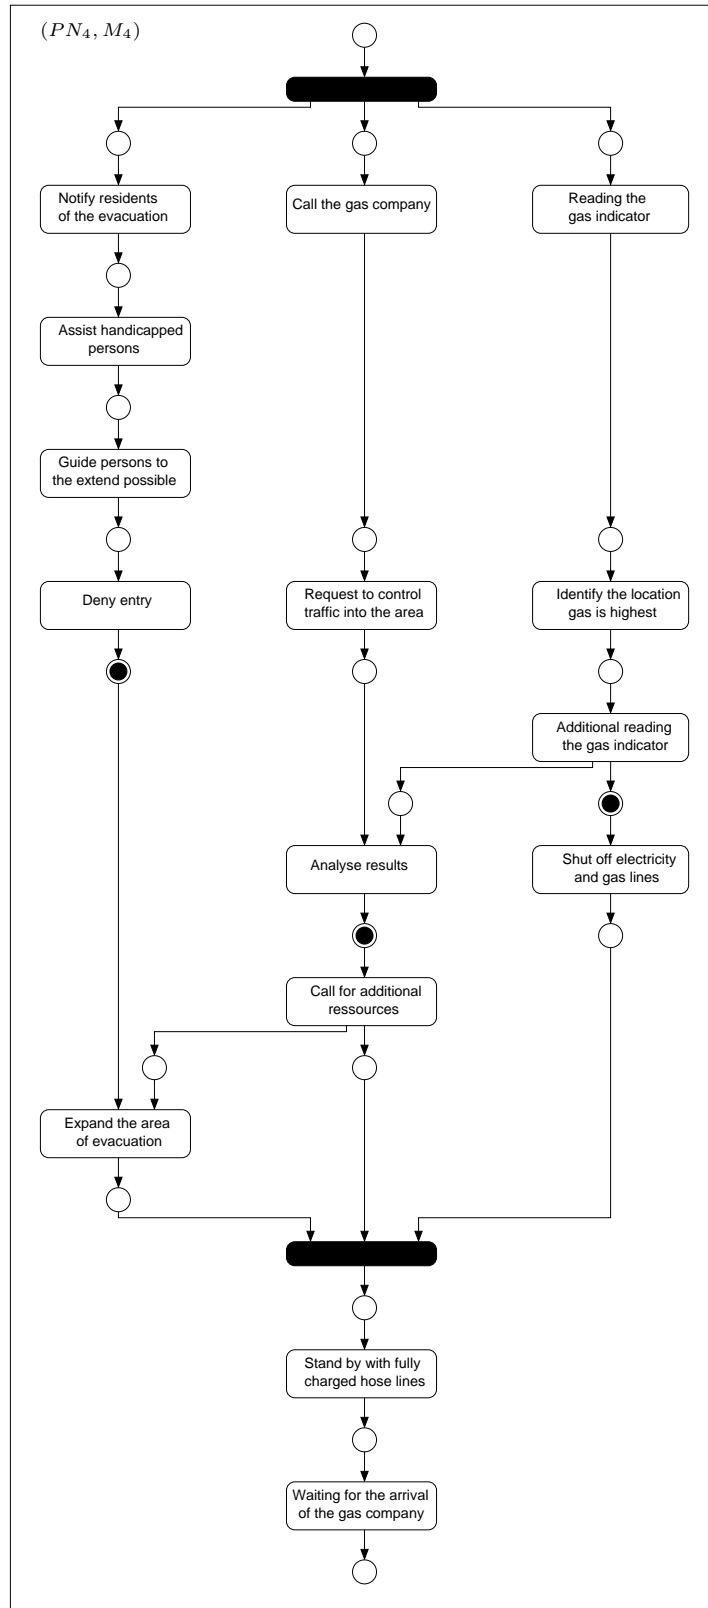 (PN₄, M₄)
Notify residents
of the evacuation
Call the gas company
Reading the
gas indicator
Assist handicapped
persons
Guide persons to
the extend possible
Deny entry
Request to control
traffic into the area
Identify the location
gas is highest
Additional reading
the gas indicator
Analyse results
Shut off electricity
and gas lines
Call for additional
ressources
Expand the area
of evacuation
Stand by with fully
charged hose lines
Waiting for the arrival
of the gas company